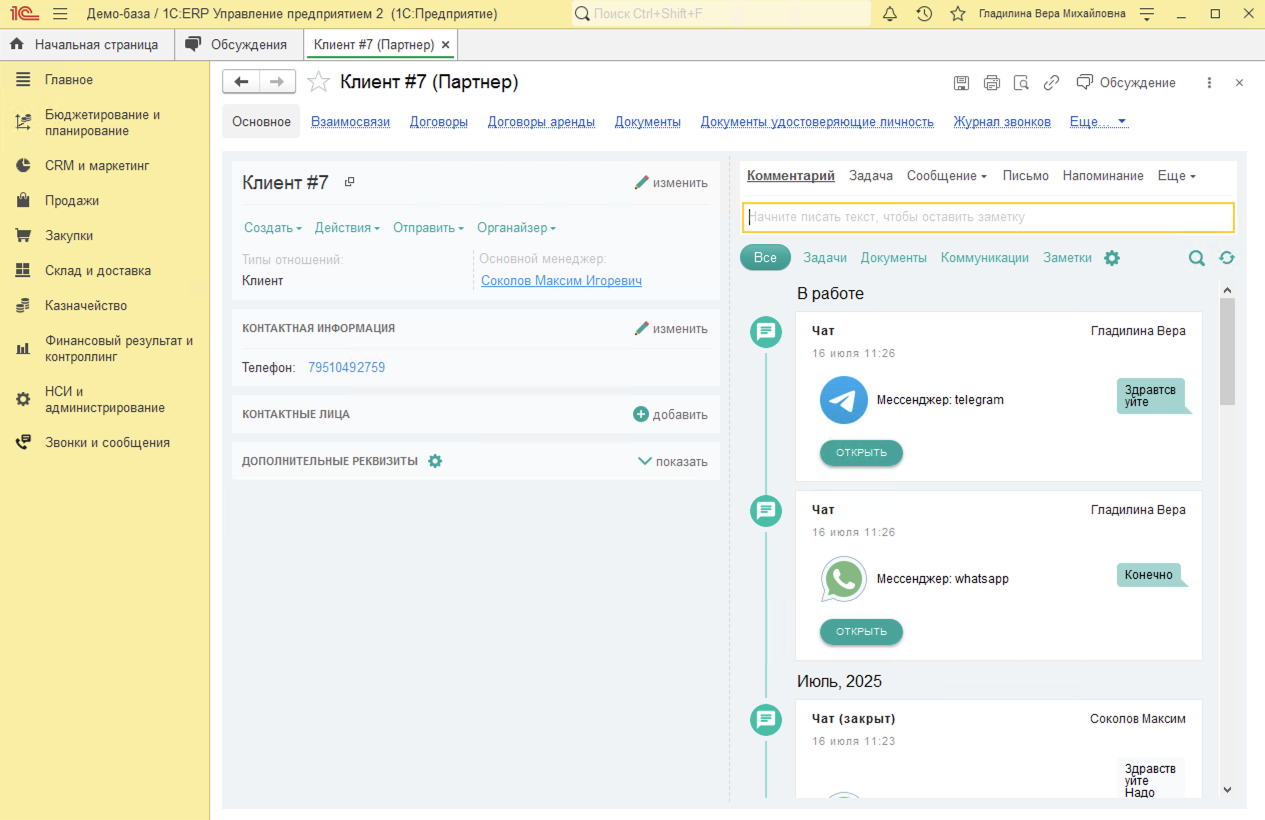 1С Демо-база / 1С:ERP Управление предприятием 2 (1С:Предприятие) Поиск Ctrl+Shift+F Гладилина Вера Михайловна
Начальная страница Обсуждения Клиент #7 (Партнер) ×
Главное
Бюджетирование и
планирование
CRM и маркетинг
Продажи
Закупки
Склад и доставка
Казначейство
Финансовый результат и
контроллинг
НСИ и
администрирование
Звонки и сообщения
Клиент #7 (Партнер) Обсуждение
Основное Взаимосвязи Договоры Договоры аренды Документы Документы удостоверяющие личность Журнал звонков Еще...
Клиент #7 изменить
Создать Действия Отправить Органайзер
Типы отношений: Основной менеджер:
Клиент Соколов Максим Игоревич
КОНТАКТНАЯ ИНФОРМАЦИЯ изменить
Телефон: 79510492759
КОНТАКТНЫЕ ЛИЦА добавить
ДОПОЛНИТЕЛЬНЫЕ РЕКВИЗИТЫ показать
Комментарий Задача Сообщение Письмо Напоминание Еще
Начните писать текст, чтобы оставить заметку
Все Задачи Документы Коммуникации Заметки
В работе
Чат Гладилина Вера
16 июля 11:26
Мессенджер: telegram
Здравтсв
уйте
ОТКРЫТЬ
Чат Гладилина Вера
16 июля 11:26
Мессенджер: whatsapp Конечно
ОТКРЫТЬ
Июль, 2025
Чат (закрыт) Соколов Максим
16 июля 11:23
Здравств
уйте
Надо